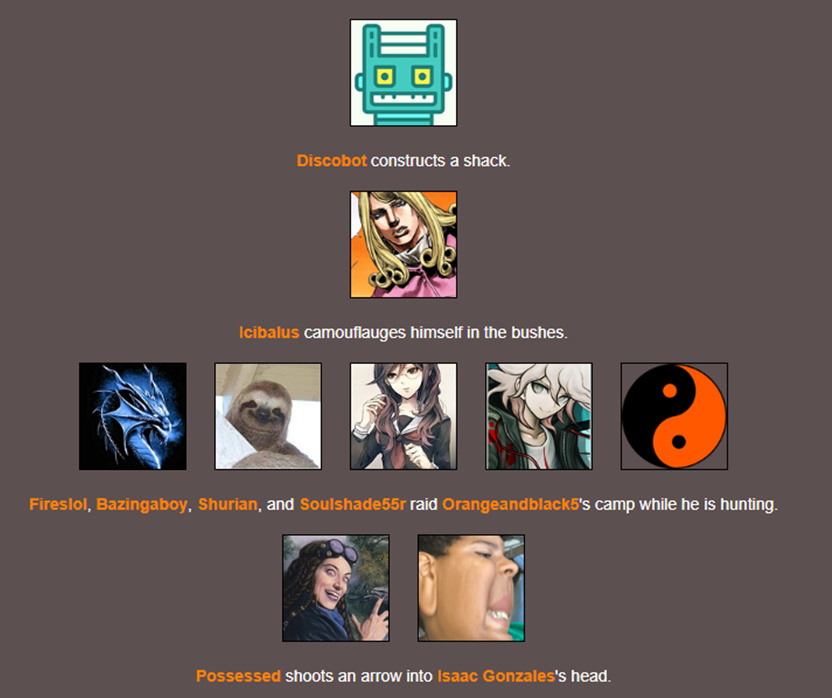 Discobot constructs a shack.
Icibalus camouflauges himself in the bushes.
Fireslol, Bazingaboy, Shurian, and Soulshade55r raid Orangeandblack5's camp while he is hunting.
Possessed shoots an arrow into Isaac Gonzales's head.